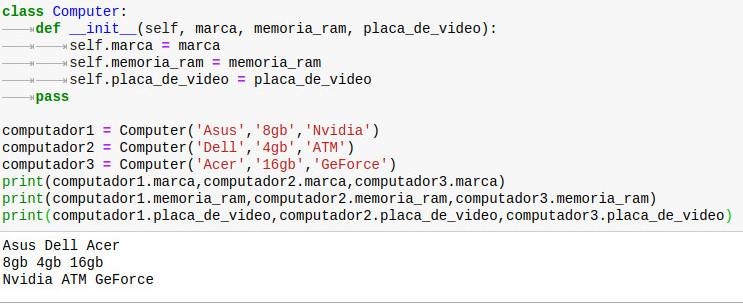 class Computer:
def __init__(self, marca, memoria_ram, placa_de_video):
self.marca = marca
self.memoria_ram = memoria_ram
self.placa_de_video = placa_de_video
pass
computador1 = Computer('Asus','8gb','Nvidia')
computador2 = Computer('Dell','4gb','ATM')
computador3 = Computer('Acer','16gb','GeForce')
print(computador1.marca,computador2.marca,computador3.marca)
print(computador1.memoria_ram,computador2.memoria_ram,computador3.memoria_ram)
print(computador1.placa_de_video,computador2.placa_de_video,computador3.placa_de_video)
Asus Dell Acer
8gb 4gb 16gb
Nvidia ATM GeForce